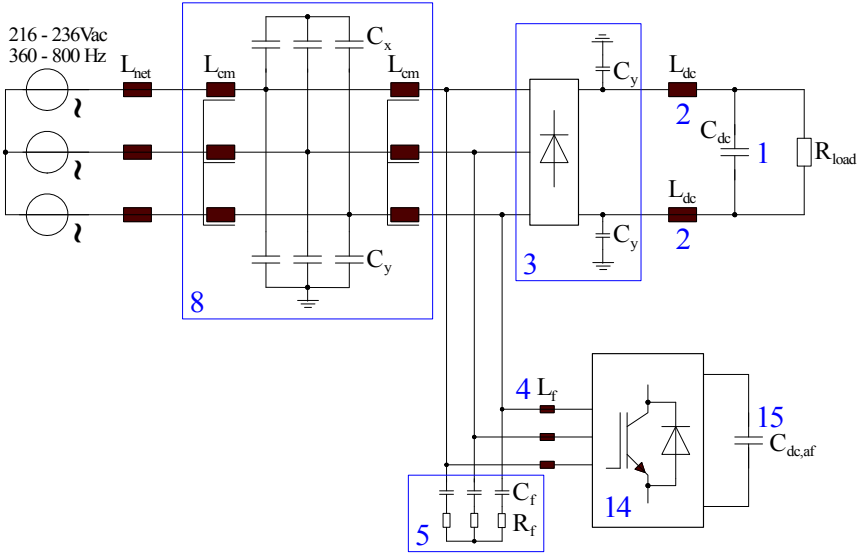 216 - 236Vac
360 - 800 Hz
~
~
~
L_net
L_cm
C_x
L_cm
C_y
8
C_y
C_y
3
L_dc
2
L_dc
2
C_dc
1
R_load
4
L_f
C_f
R_f
5
14
15
C_dc,af